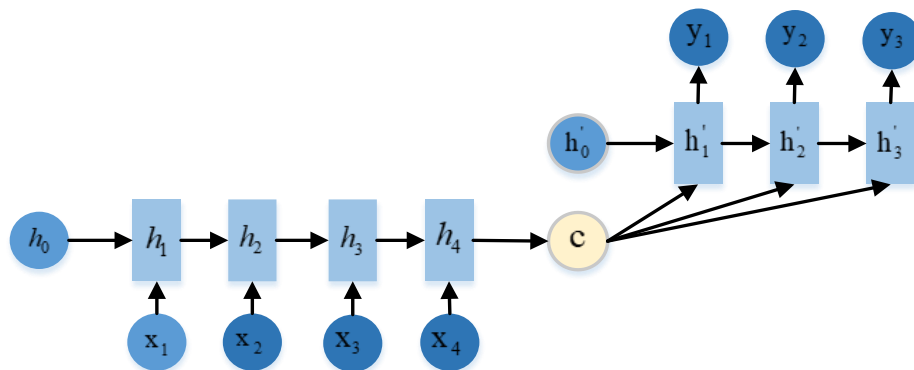 y₁ y₂ y₃
h'₀ h'₁ h'₂ h'₃
h₀ h₁ h₂ h₃ h₄ c
x₁ x₂ x₃ x₄